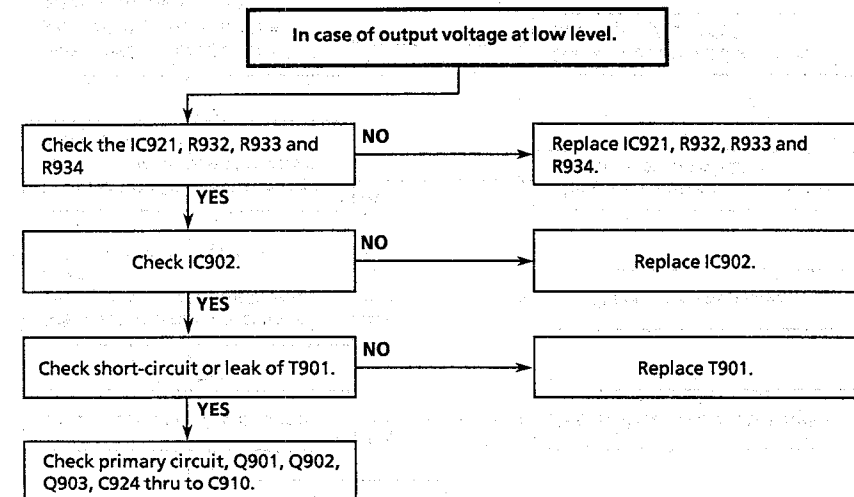 In case of output voltage at low level.
Check the IC921, R932, R933 and
R934
NO
Replace IC921, R932, R933 and
R934.
YES
Check IC902.
NO
Replace IC902.
YES
Check short-circuit or leak of T901.
NO
Replace T901.
YES
Check primary circuit, Q901, Q902,
Q903, C924 thru to C910.